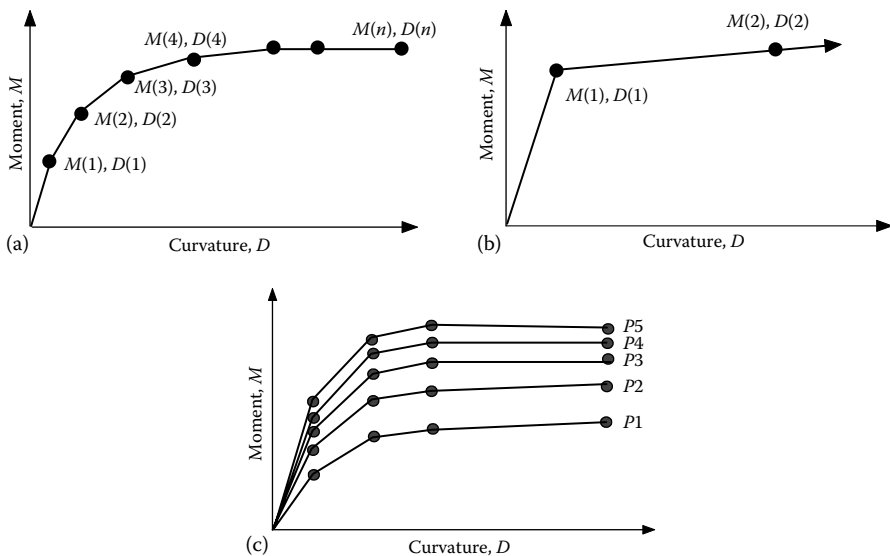 M(4), D(4)
M(n), D(n)
M(3), D(3)
M(2), D(2)
M(1), D(1)
Moment, M
Curvature, D
(a)
M(2), D(2)
M(1), D(1)
Moment, M
Curvature, D
(b)
P5
P4
P3
P2
P1
Moment, M
Curvature, D
(c)